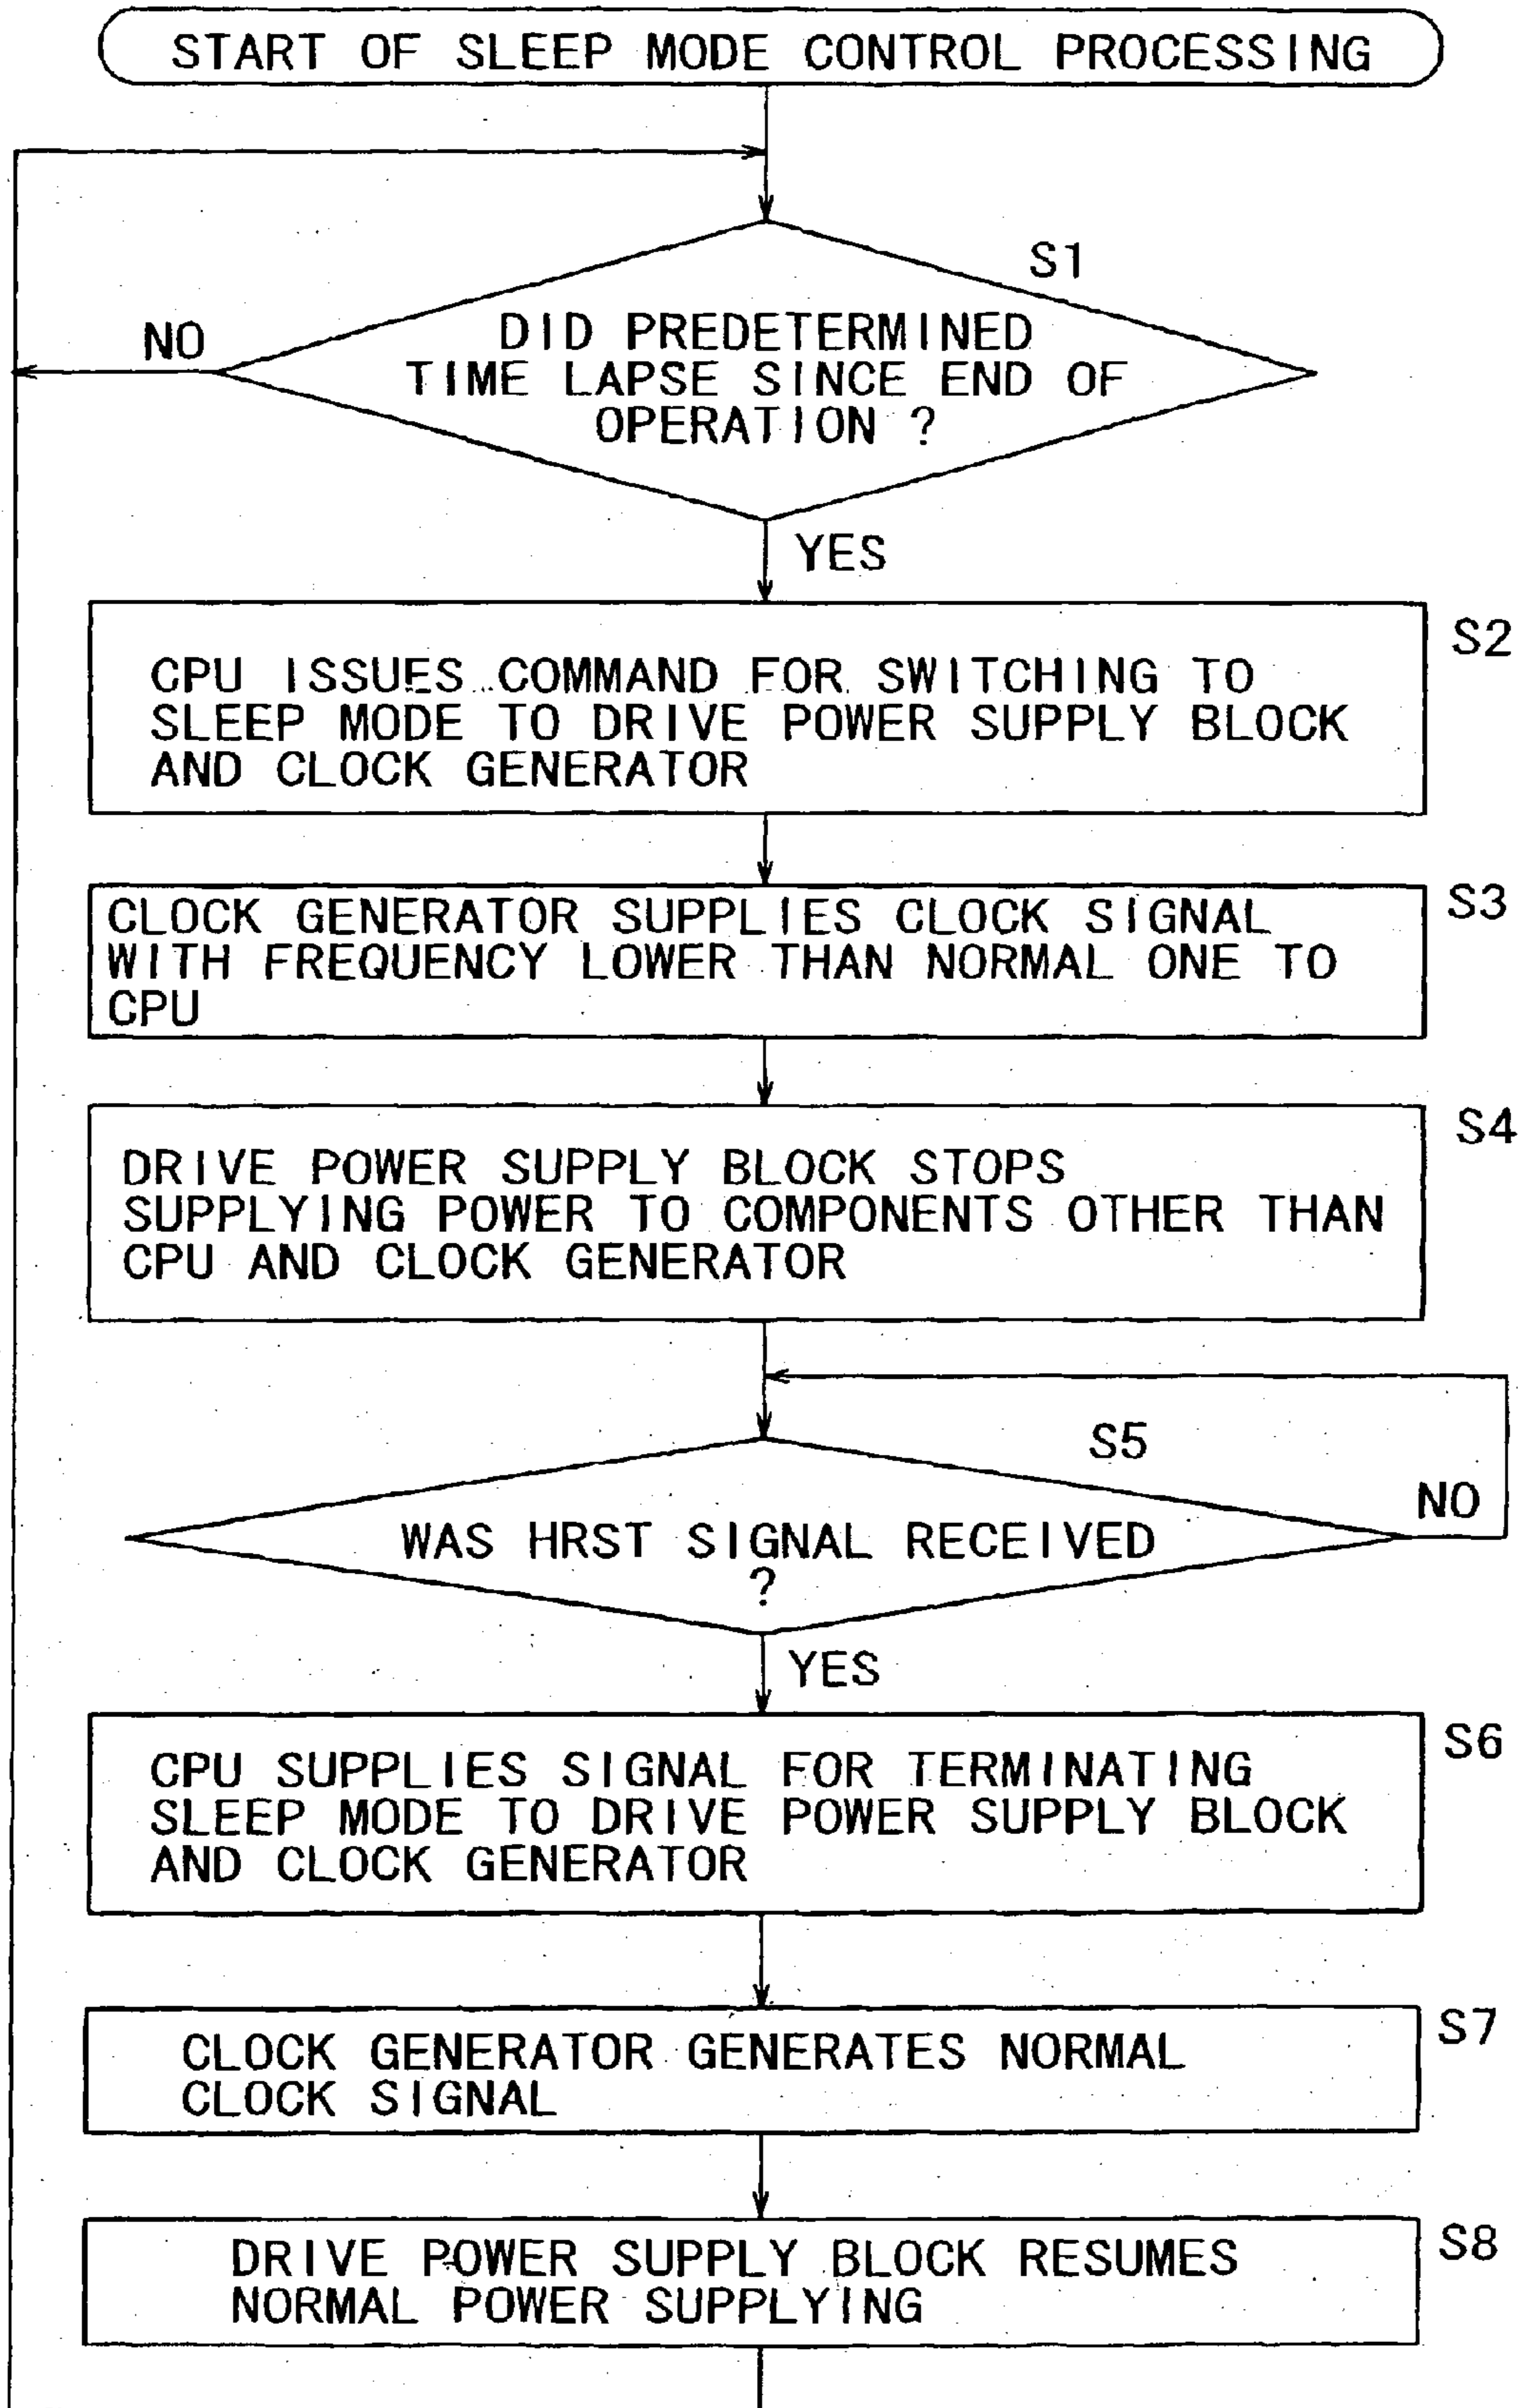 START OF SLEEP MODE CONTROL PROCESSING
S1
DID PREDETERMINED
TIME LAPSE SINCE END OF
OPERATION ?
NO
YES
S2
CPU ISSUES COMMAND FOR SWITCHING TO
SLEEP MODE TO DRIVE POWER SUPPLY BLOCK
AND CLOCK GENERATOR
S3
CLOCK GENERATOR SUPPLIES CLOCK SIGNAL
WITH FREQUENCY LOWER THAN NORMAL ONE TO
CPU
S4
DRIVE POWER SUPPLY BLOCK STOPS
SUPPLYING POWER TO COMPONENTS OTHER THAN
CPU AND CLOCK GENERATOR
S5
NO
WAS HRST SIGNAL RECEIVED
?
YES
S6
CPU SUPPLIES SIGNAL FOR TERMINATING
SLEEP MODE TO DRIVE POWER SUPPLY BLOCK
AND CLOCK GENERATOR
S7
CLOCK GENERATOR GENERATES NORMAL
CLOCK SIGNAL
S8
DRIVE POWER SUPPLY BLOCK RESUMES
NORMAL POWER SUPPLYING